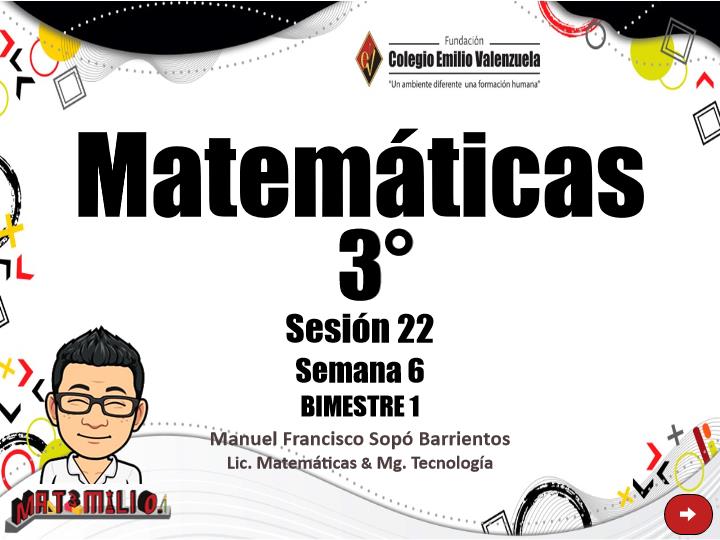 Fundación
Colegio Emilio Valenzuela
"Un ambiente diferente una formación humana"
Matemáticas
3°
Sesión 22
Semana 6
BIMESTRE 1
Manuel Francisco Sopó Barrientos
Lic. Matemáticas & Mg. Tecnología
MAT3MILIO.